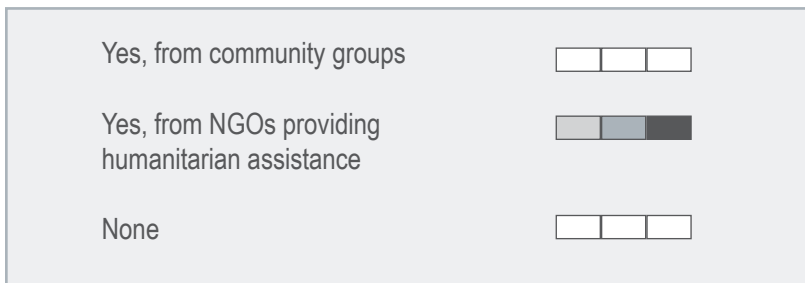 Yes, from community groups
Yes, from NGOs providing
humanitarian assistance
None